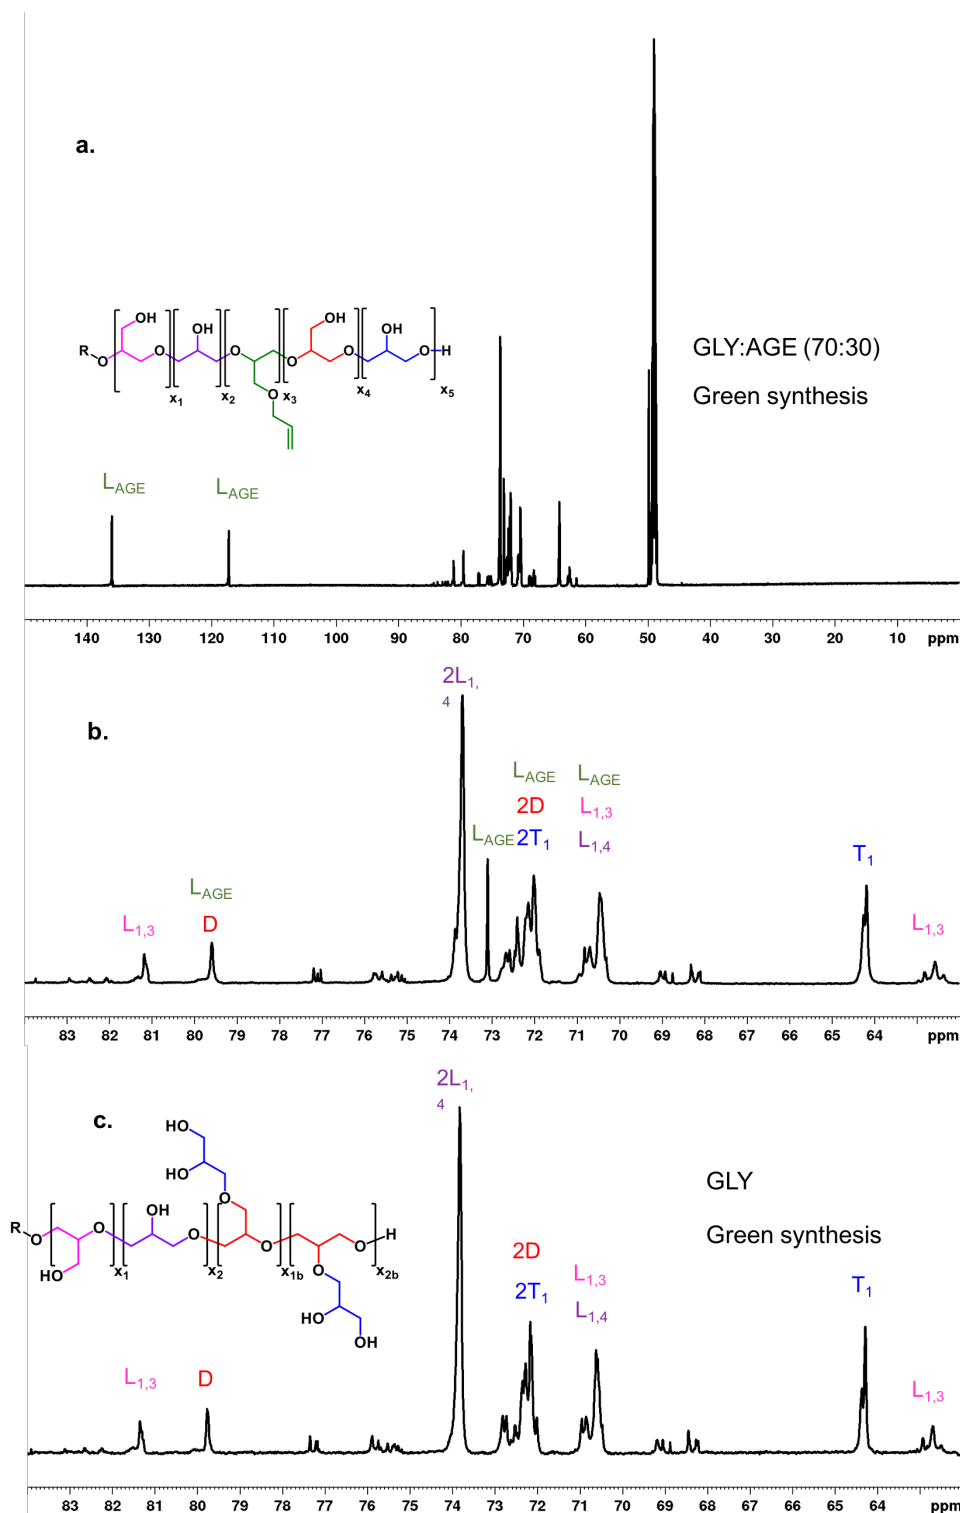 a.
OH
OH
OH
OH
R
O
O
O
O
O
O
H
O
x1
x2
x3
x4
x5
GLY:AGE (70:30)
Green synthesis
LAGE
LAGE
140 130 120 110 100 90 80 70 60 50 40 30 20 10 ppm
b.
2L1,
4
LAGE
LAGE
2D
L1,3
LAGE 2T1
L1,4
T1
LAGE
L1,3
D
L1,3
83 82 81 80 79 78 77 76 75 74 73 72 71 70 69 68 67 66 65 64 ppm
c.
2L1,
4
HO
HO
O
OH
R
O
O
O
O
O
H
HO
x1
x2
x1b
x2b
O
HO
OH
GLY
Green synthesis
2D
L1,3
2T1
L1,4
T1
L1,3
D
L1,3
83 82 81 80 79 78 77 76 75 74 73 72 71 70 69 68 67 66 65 64 ppm